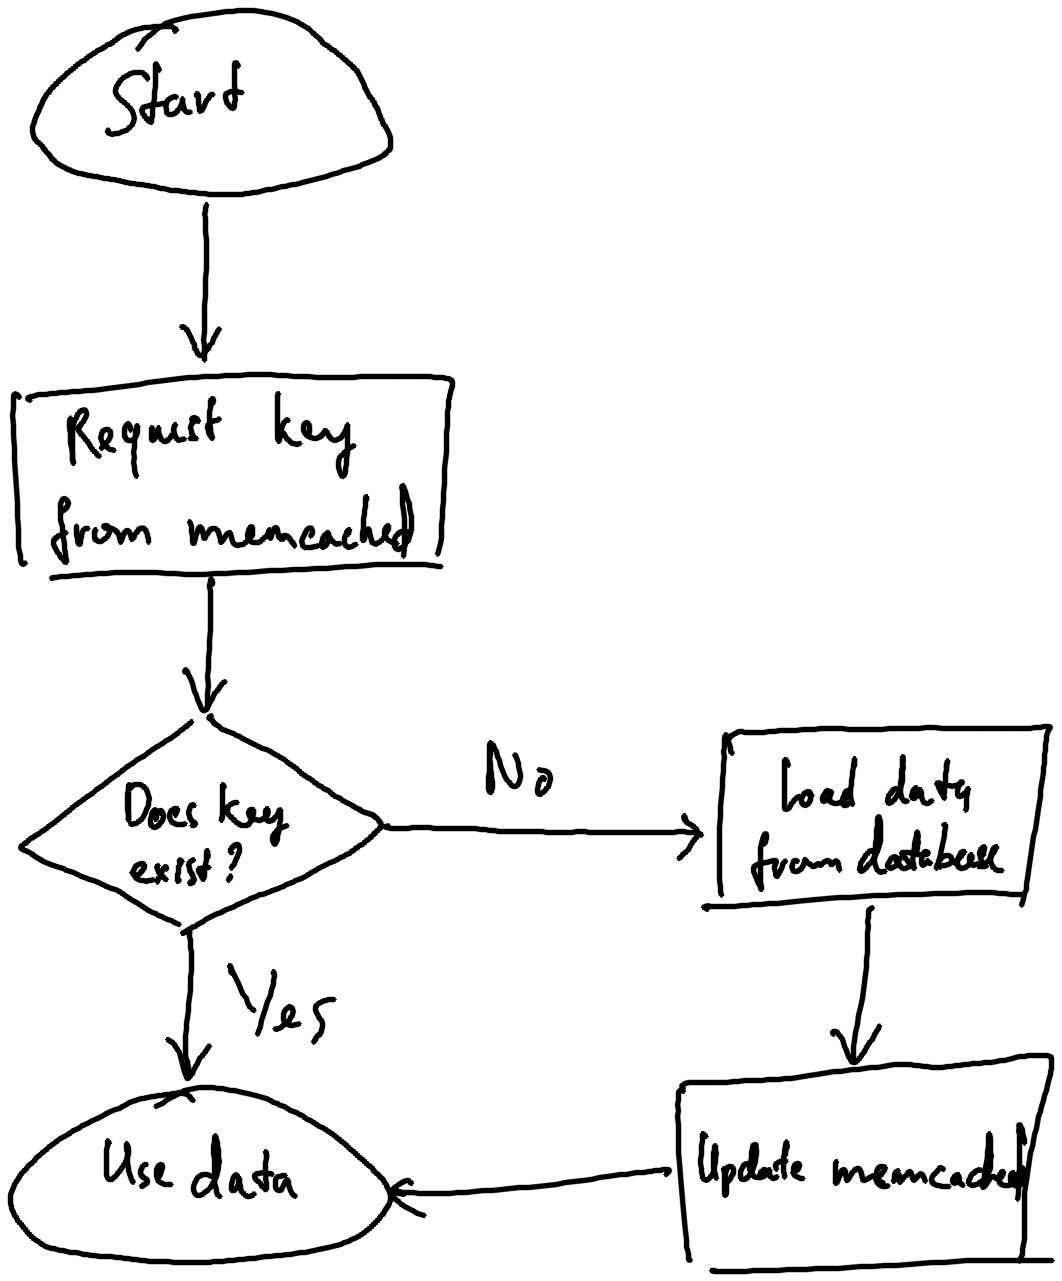 Start
Request key
from memcached
Does key
exist?
No
Load data
from database
Yes
Use data
Update memcached